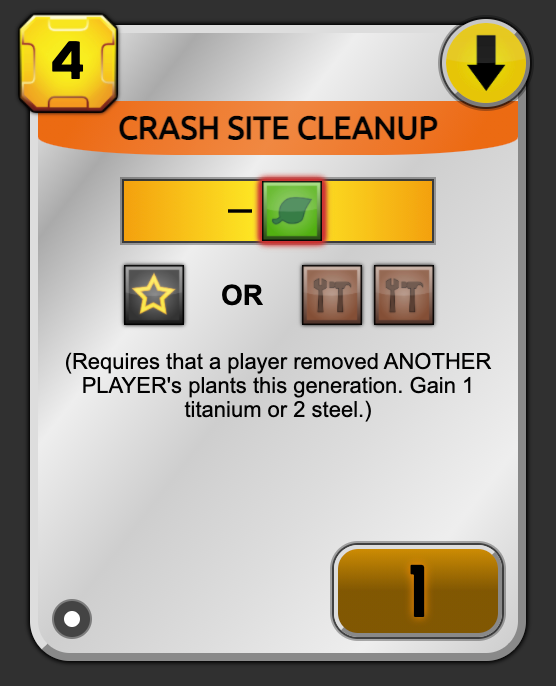 4
CRASH SITE CLEANUP
–
OR
(Requires that a player removed ANOTHER
PLAYER's plants this generation. Gain 1
titanium or 2 steel.)
1